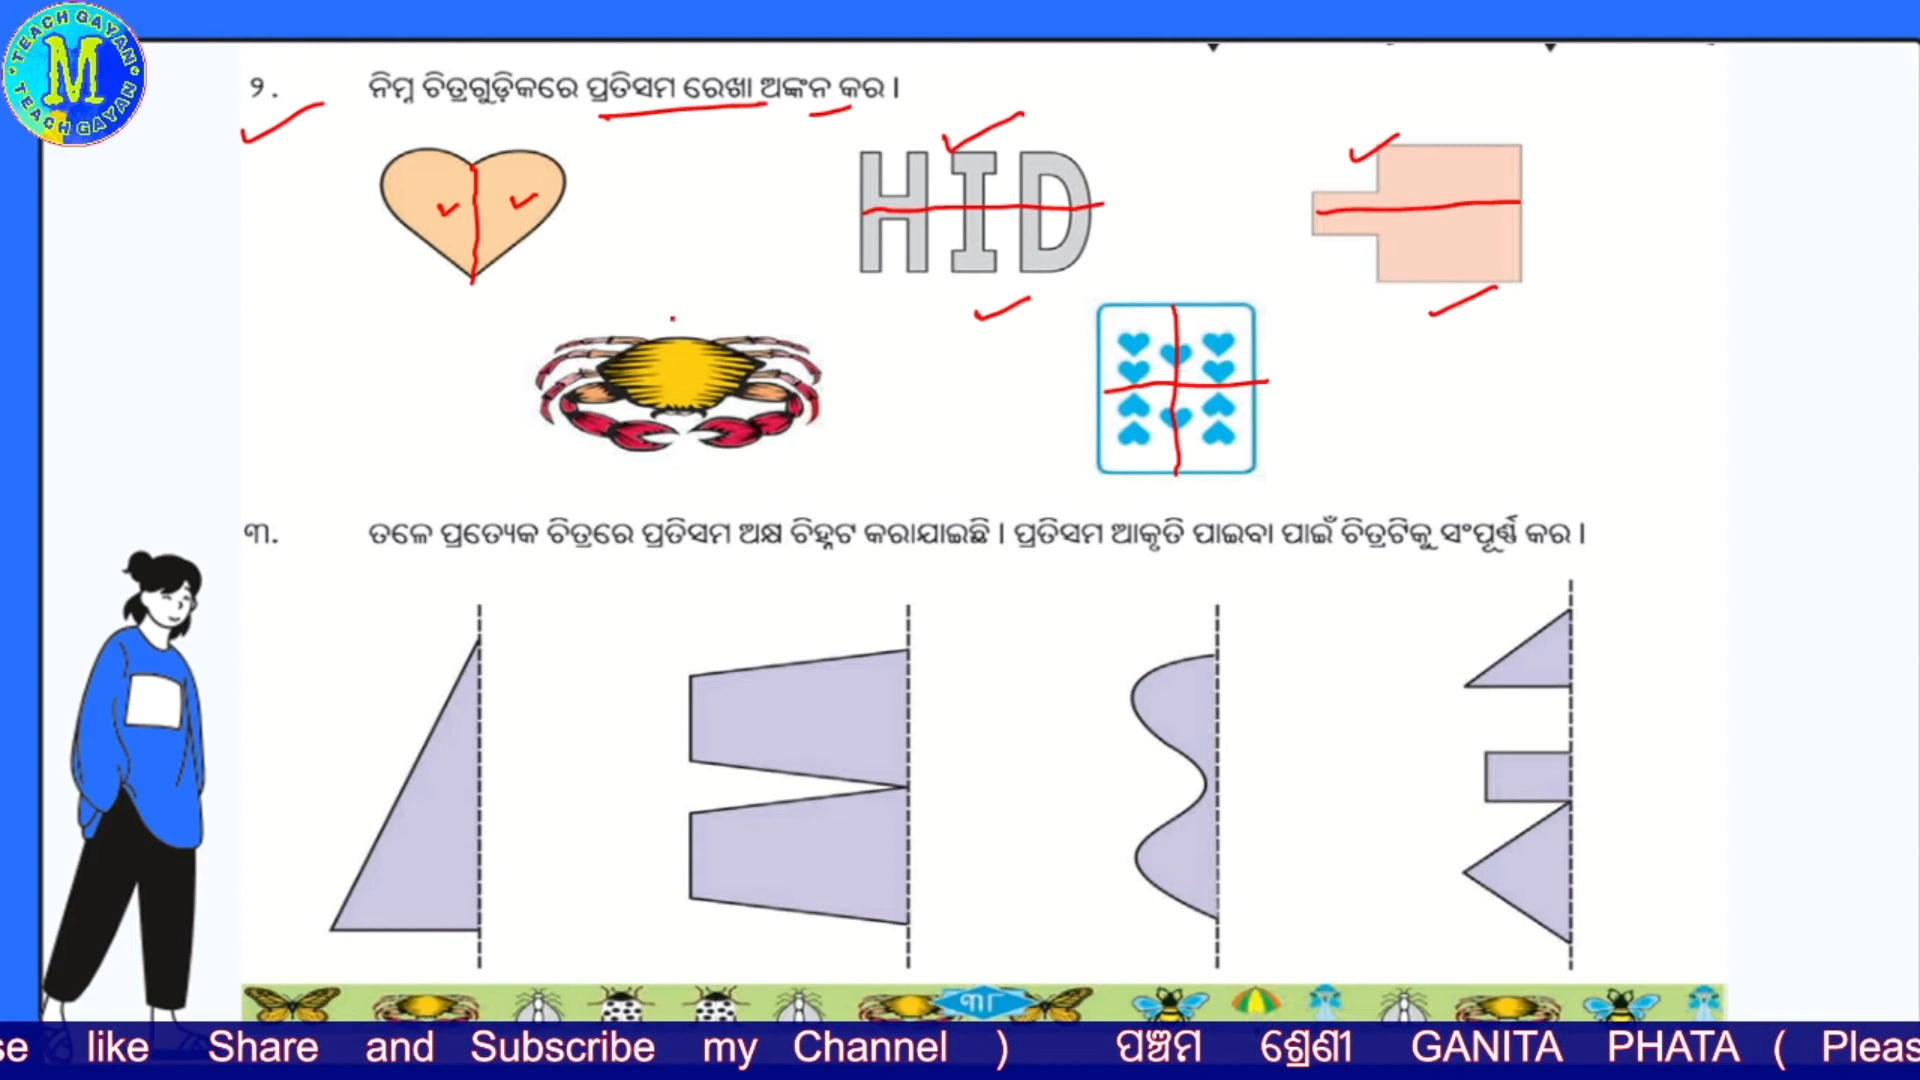 TEACH GAYAN
M
TEACH GAYAN
୨. ନିମ୍ନ ଚିତ୍ରଗୁଡ଼ିକରେ ପ୍ରତିସମ ରେଖା ଅଙ୍କନ କର ।
HID
୩. ତଳେ ପ୍ରତ୍ୟେକ ଚିତ୍ରରେ ପ୍ରତିସମ ଅକ୍ଷ ଚିହ୍ନଟ କରାଯାଇଛି । ପ୍ରତିସମ ଆକୃତି ପାଇବା ପାଇଁ ଚିତ୍ରଟିକୁ ସଂପୂର୍ଣ୍ଣ କର ।
୩୮
se like Share and Subscribe my Channel ) ପଞ୍ଚମ ଶ୍ରେଣୀ GANITA PHATA ( Pleas